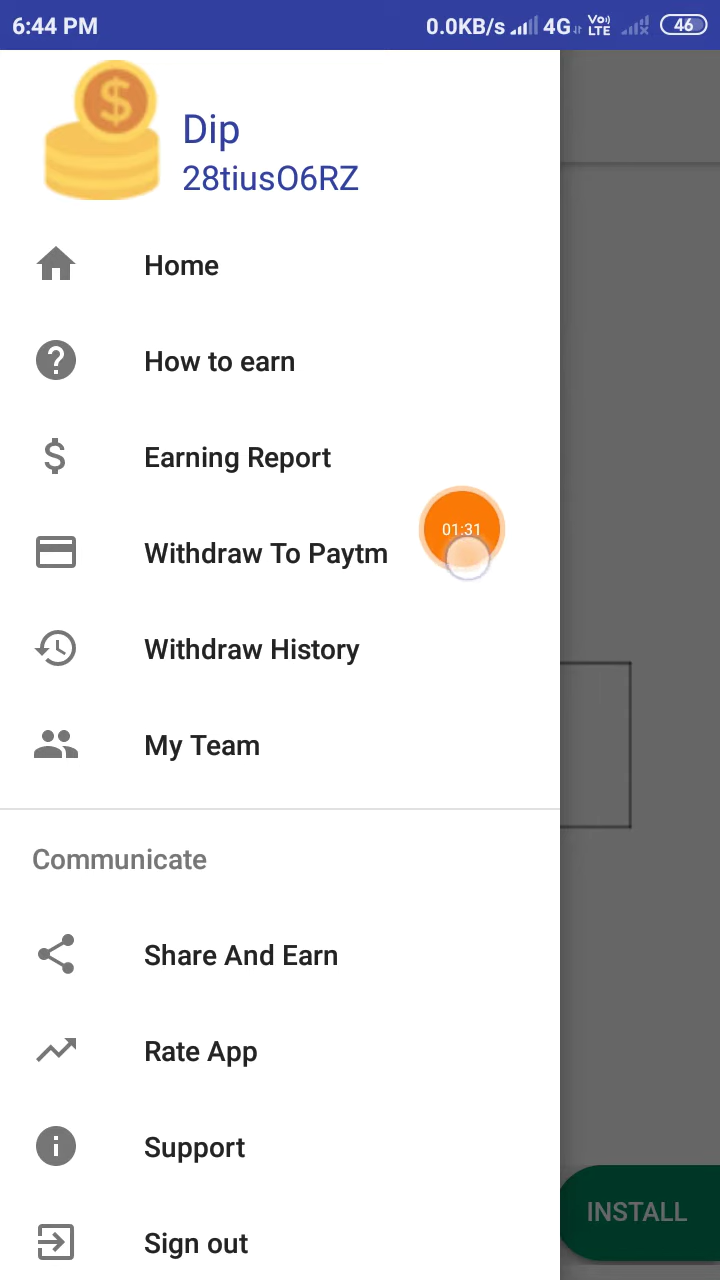 6:44 PM
0.0KB/s 4G Vo) LTE 46
Dip
28tiusO6RZ
Home
How to earn
Earning Report
01:31
Withdraw To Paytm
Withdraw History
My Team
Communicate
Share And Earn
Rate App
Support
INSTALL
Sign out